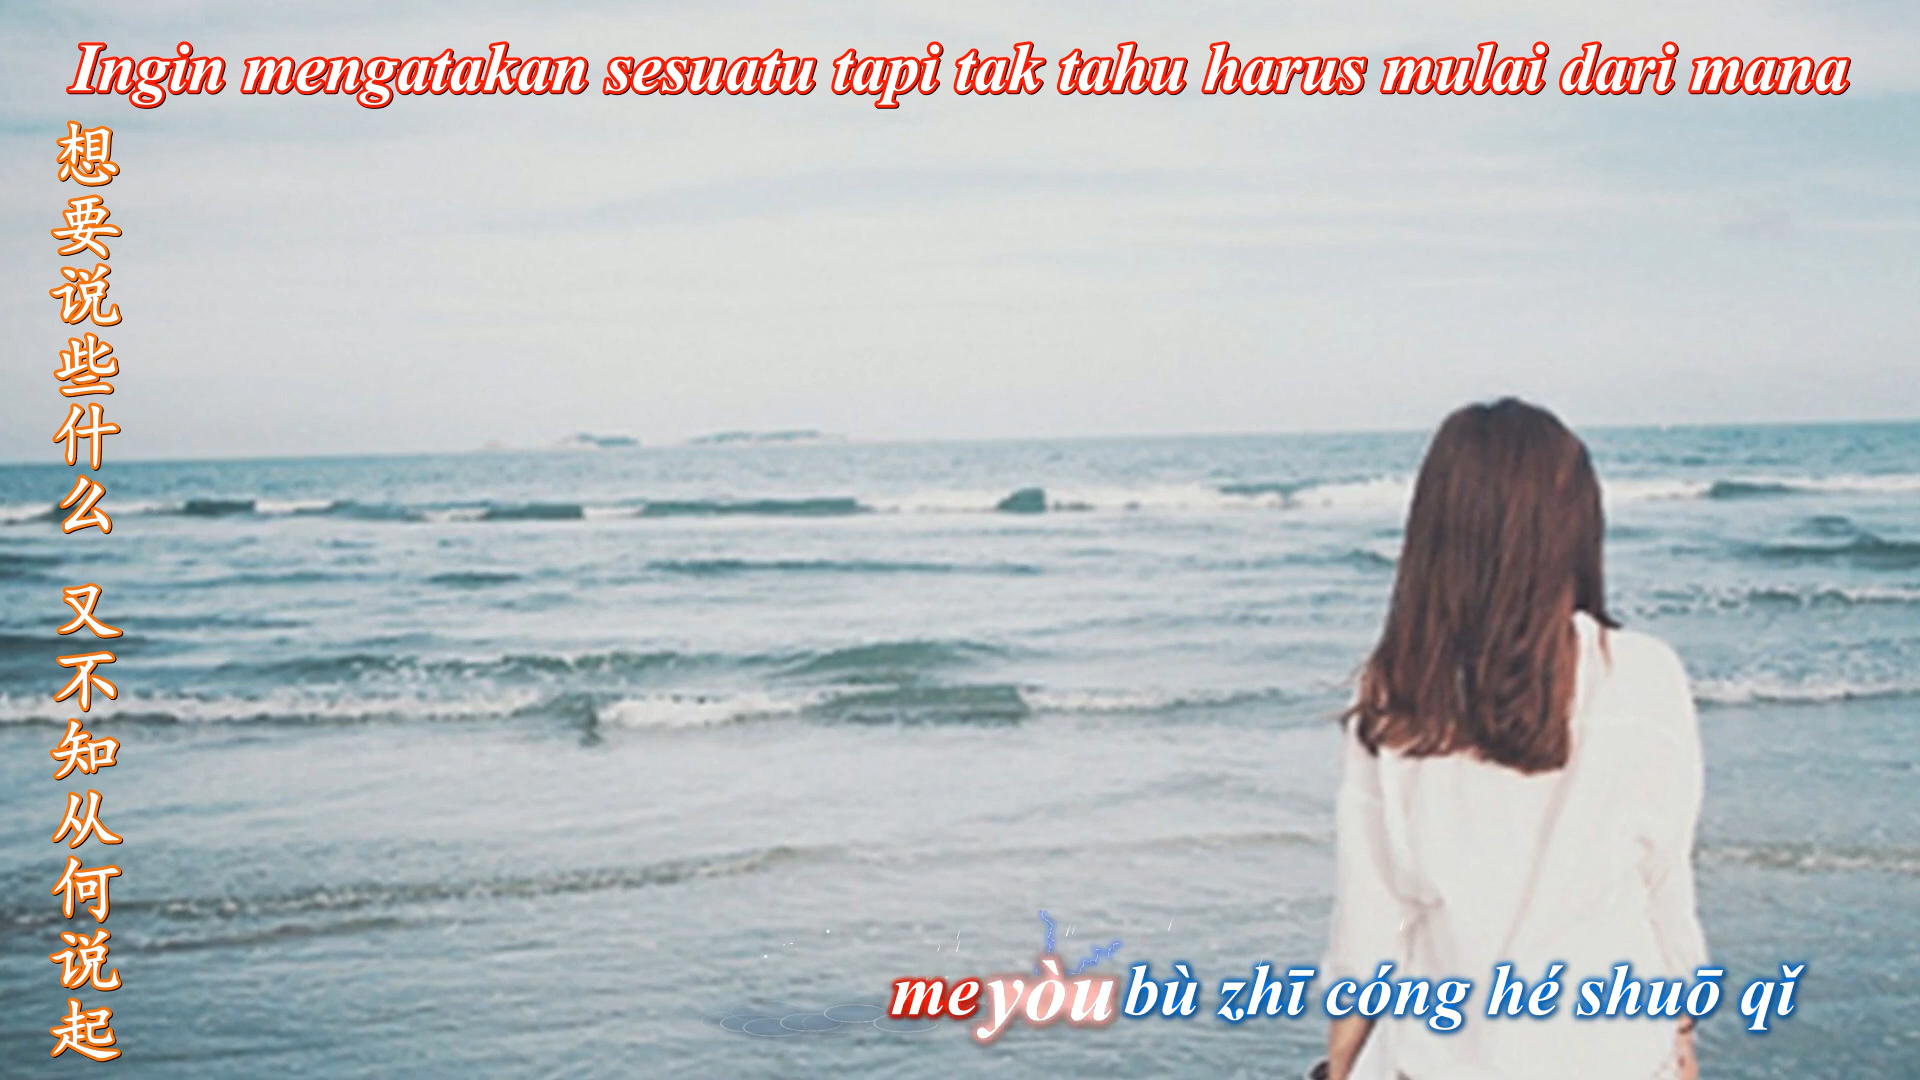 Ingin mengatakan sesuatu tapi tak tahu harus mulai dari mana
想要说些什么 又不知从何说起
me yòu bù zhī cóng hé shuō qǐ